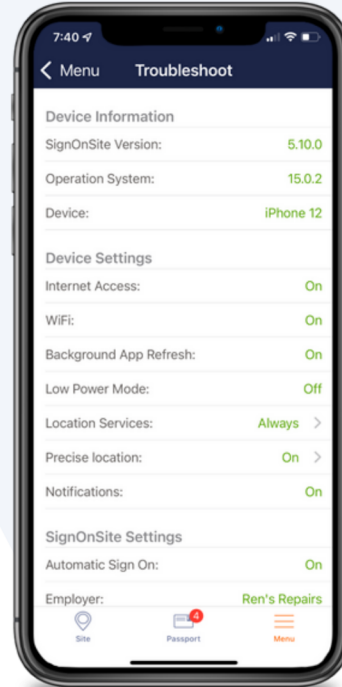 7:40
Menu Troubleshoot
Device Information
SignOnSite Version: 5.10.0
Operation System: 15.0.2
Device: iPhone 12
Device Settings
Internet Access: On
WiFi: On
Background App Refresh: On
Low Power Mode: Off
Location Services: Always
Precise location: On
Notifications: On
SignOnSite Settings
Automatic Sign On: On
Employer: Ren's Repairs
4
Site Passport Menu